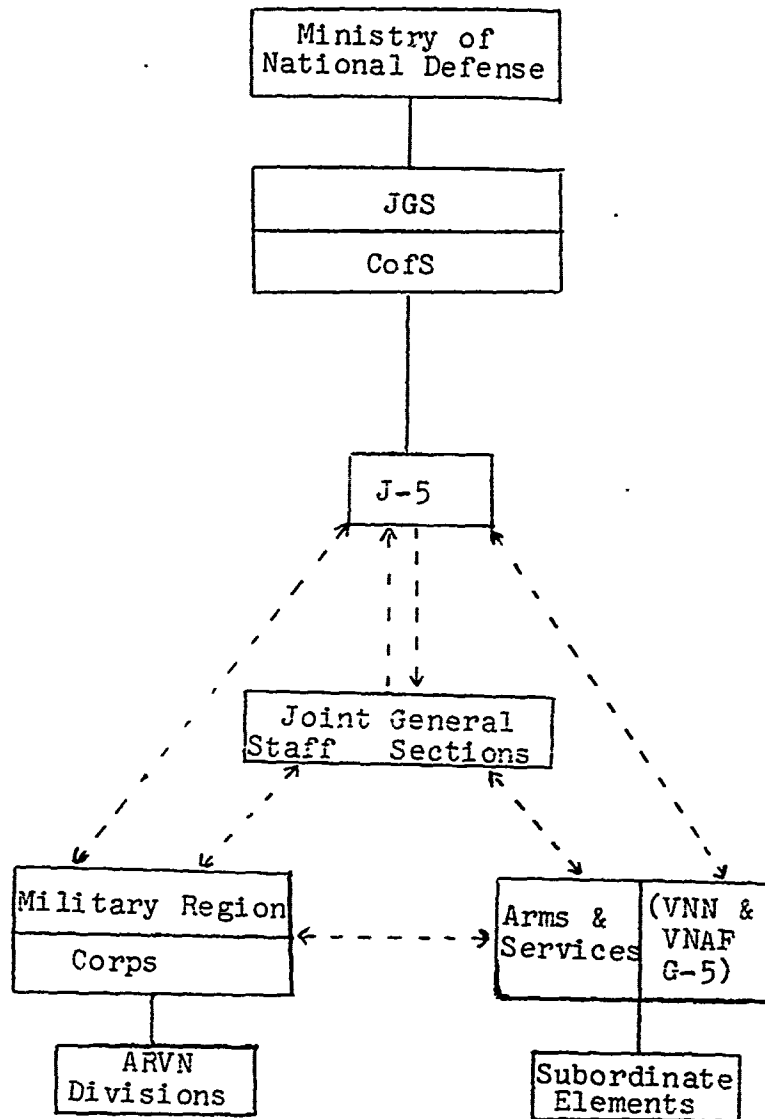 Ministry of
National Defense
JGS
CofS
J-5
Joint General
Staff Sections
Military Region
Corps
Arms &
Services
(VNN &
VNAF
G-5)
ARVN
Divisions
Subordinate
Elements